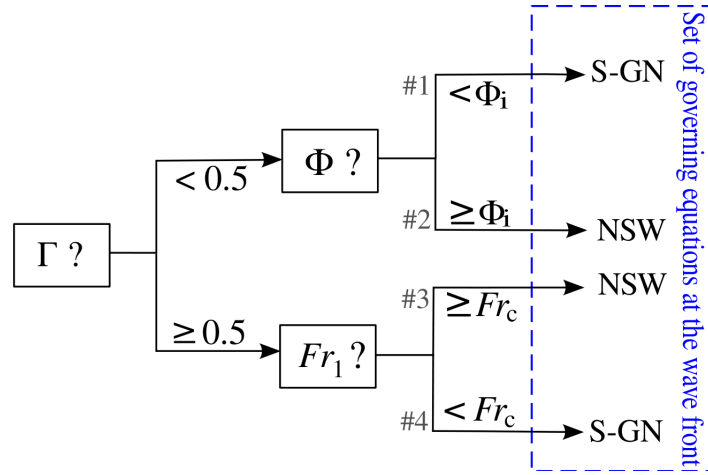 Γ ?
< 0.5
≥ 0.5
Φ ?
#1
<Φi
S-GN
#2
≥Φi
NSW
Fr1 ?
#3
≥Frc
NSW
#4
< Frc
S-GN
Set of governing equations at the wave front